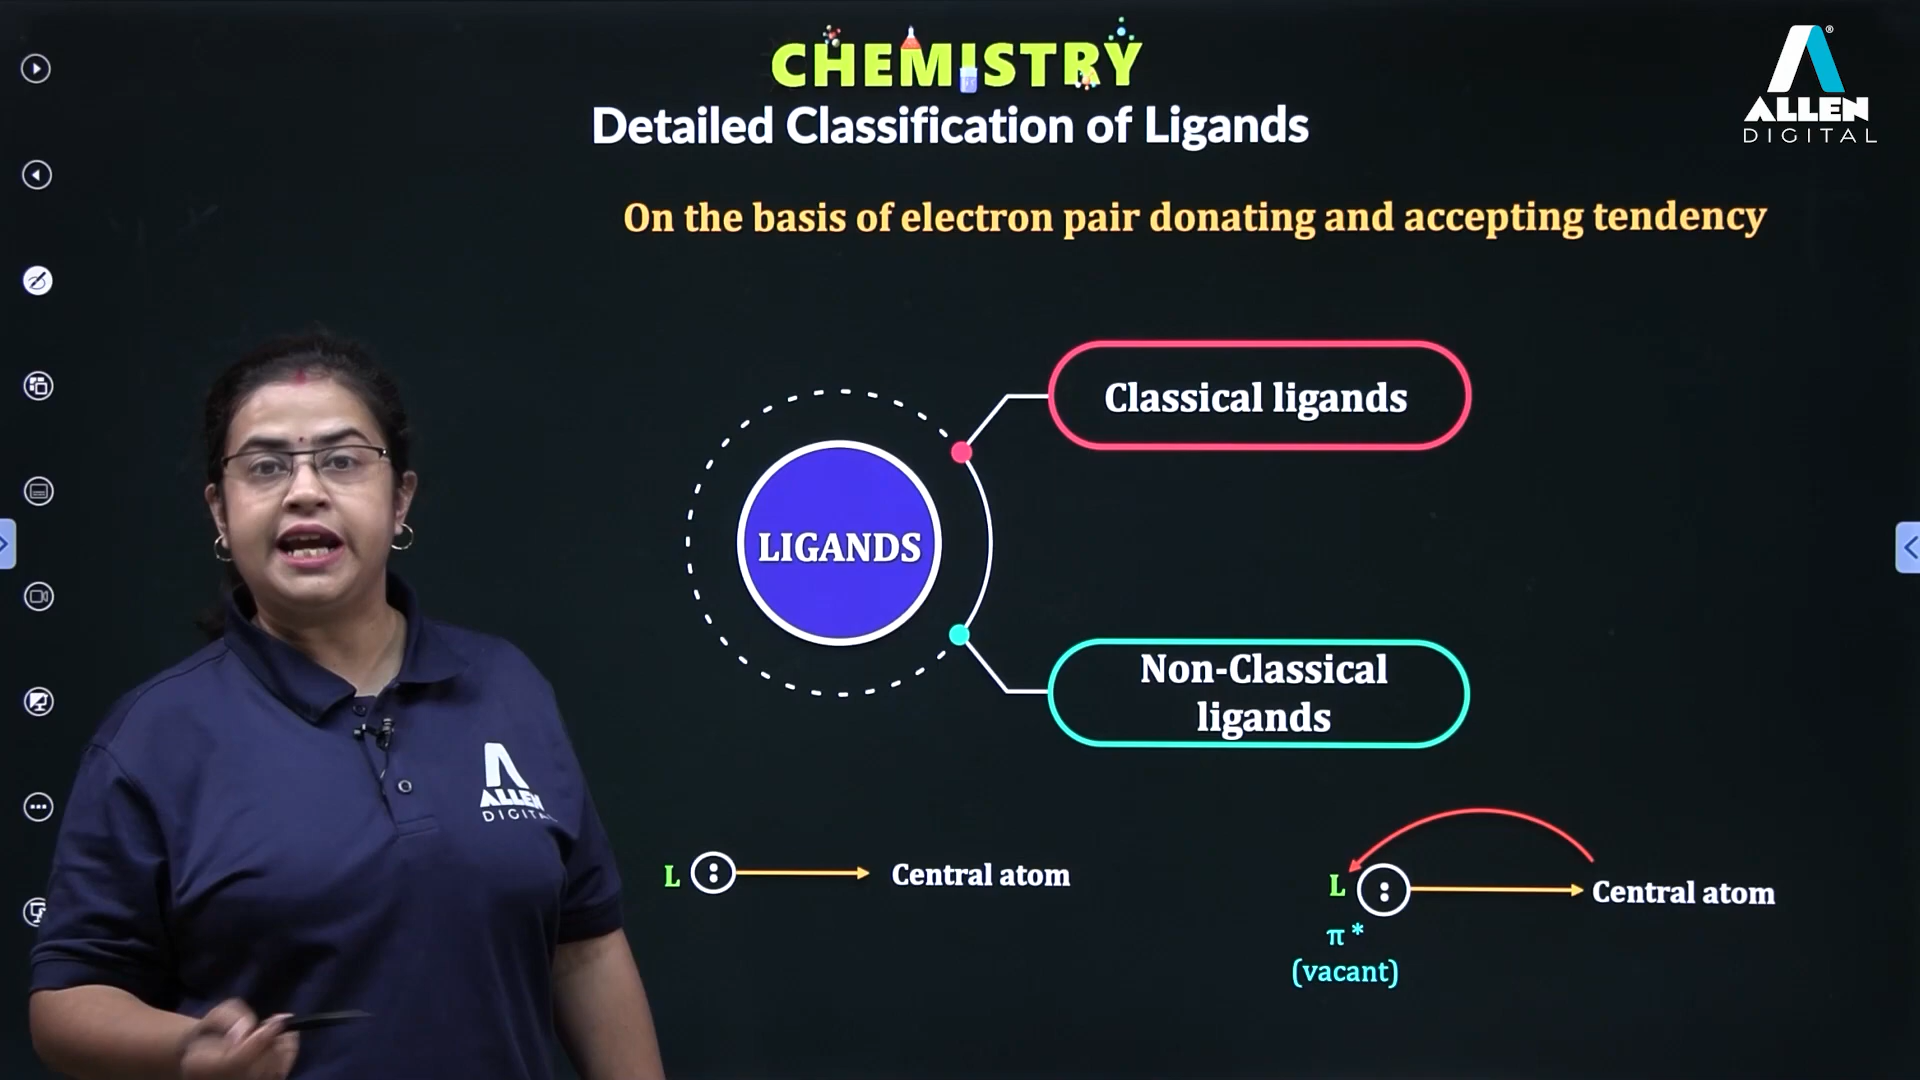 CHEMISTRY
Detailed Classification of Ligands
ALLEN
DIGITAL
On the basis of electron pair donating and accepting tendency
Classical ligands
LIGANDS
Non-Classical
ligands
ALLEN
DIGITAL
L : Central atom
L : Central atom
π *
(vacant)